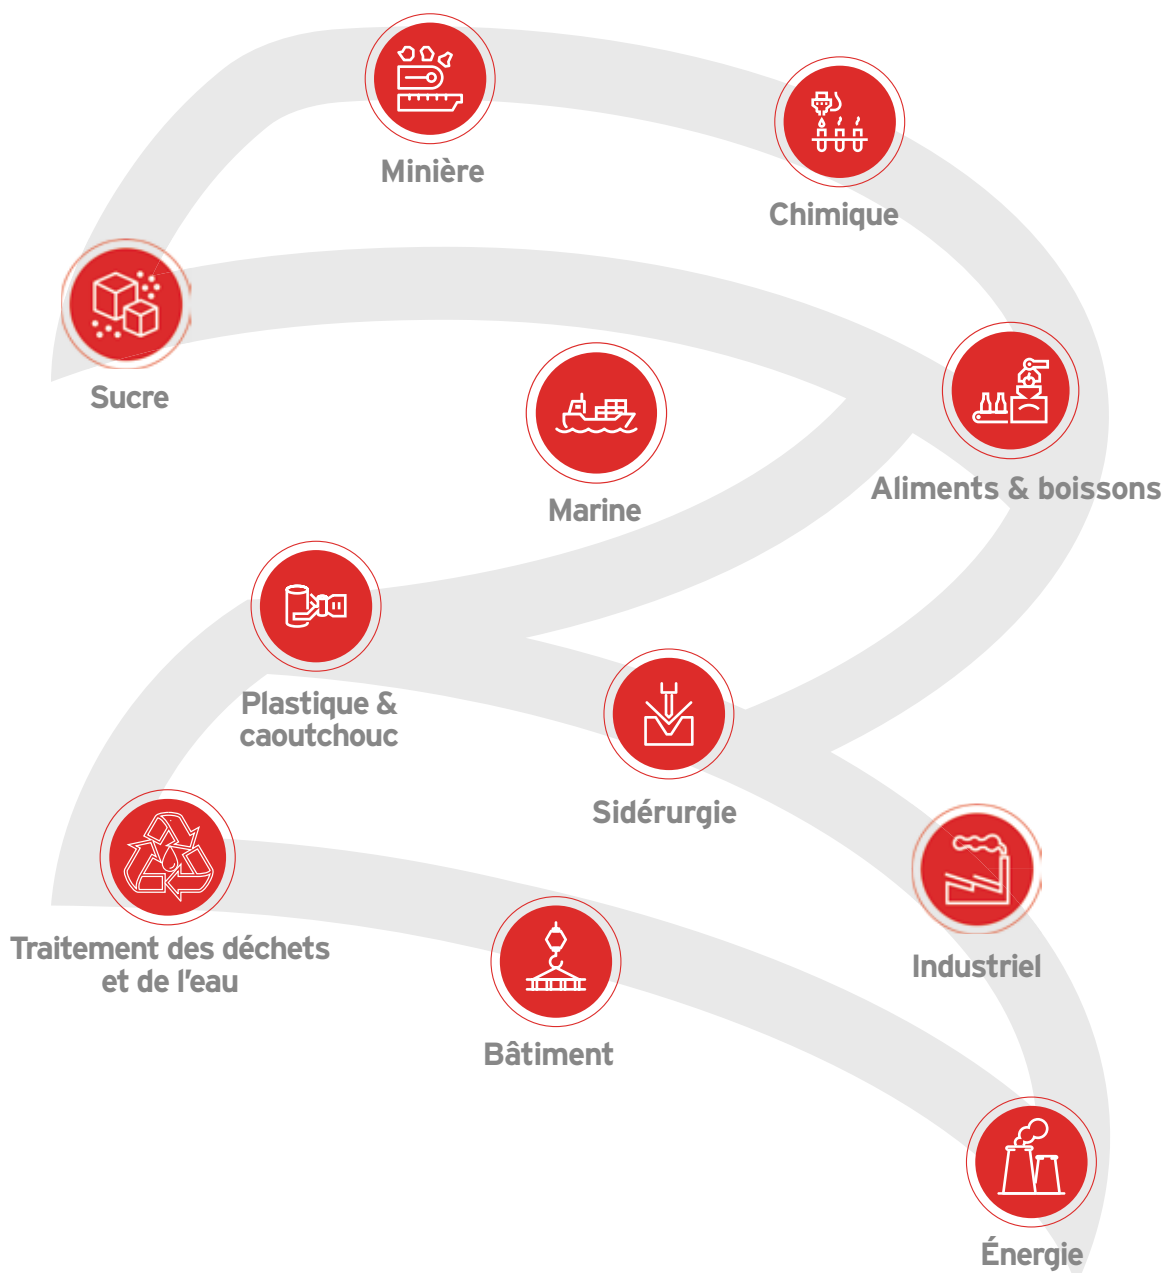 Minière
Chimique
Sucre
Marine
Aliments & boissons
Plastique &
caoutchouc
Sidérurgie
Traitement des déchets
et de l'eau
Industriel
Bâtiment
Énergie